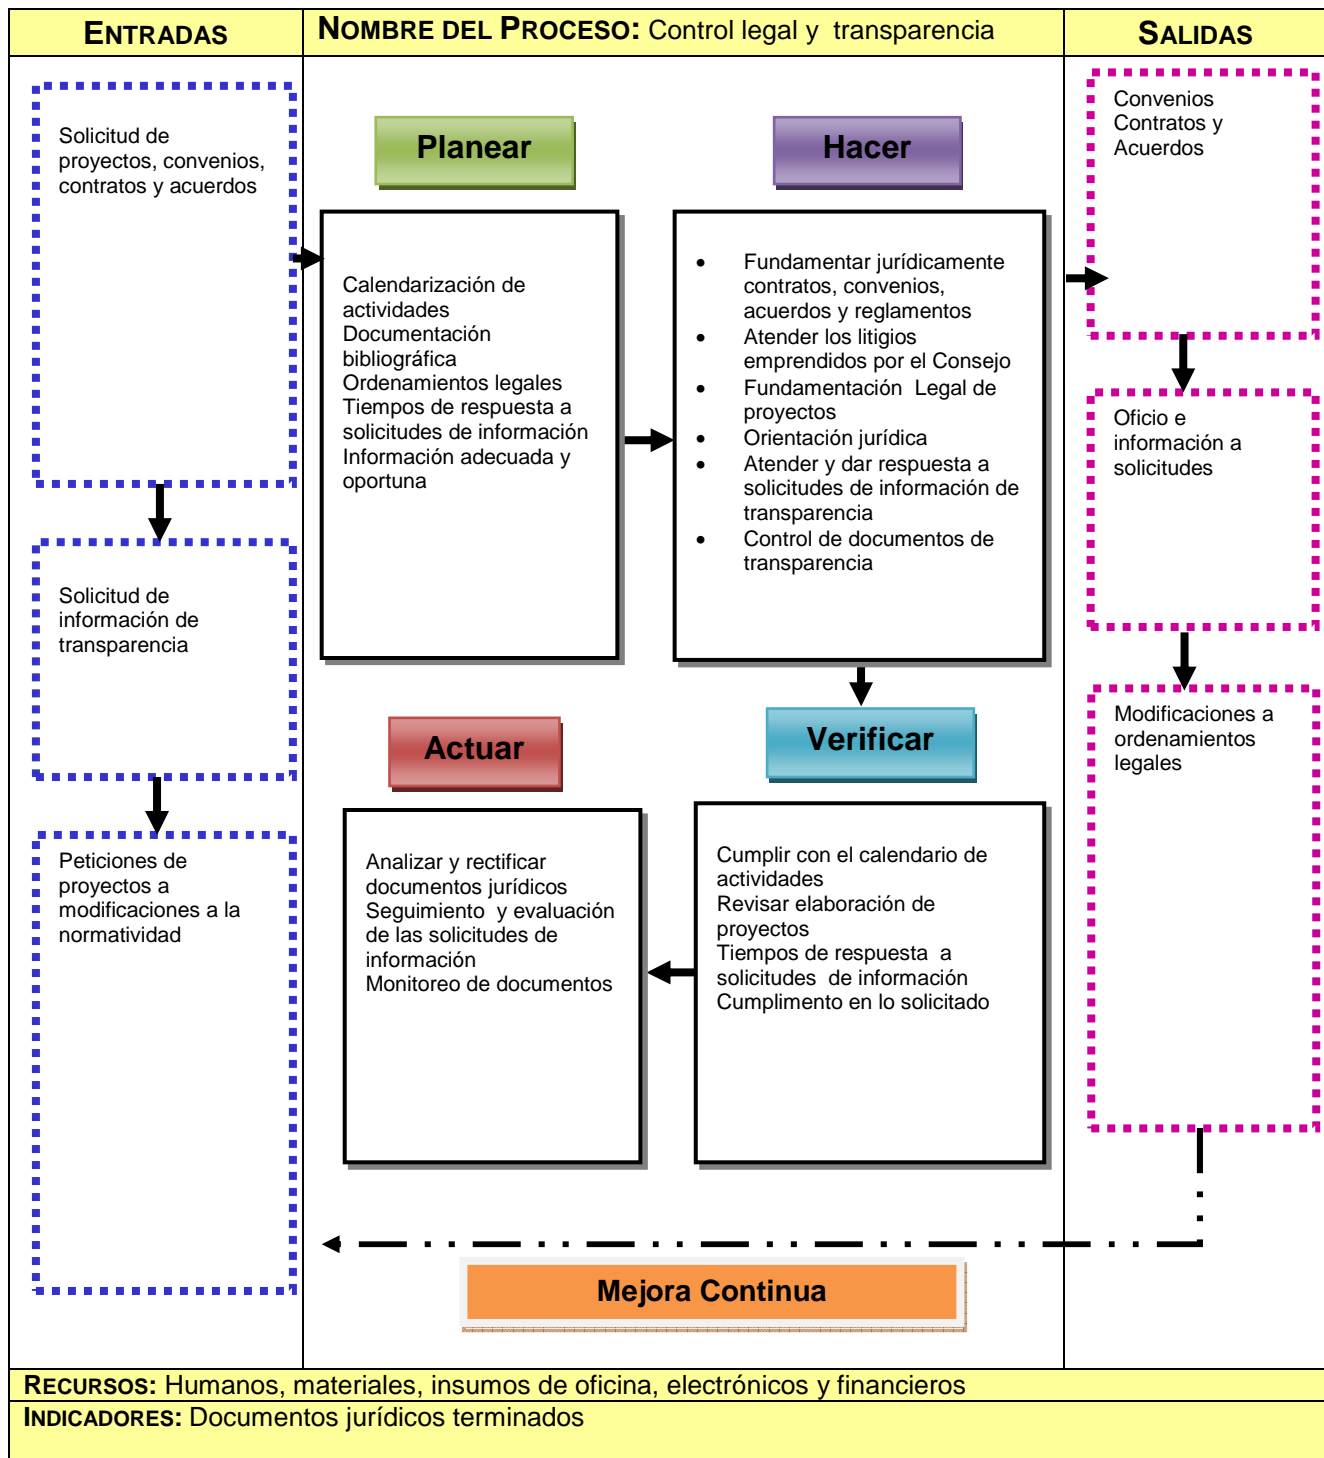 ENTRADAS
NOMBRE DEL PROCESO: Control legal y  transparencia
SALIDAS
Solicitud de
proyectos, convenios,
contratos y acuerdos
Solicitud de
información de
transparencia
Peticiones de
proyectos a
modificaciones a la
normatividad
Planear
Calendarización de
actividades
Documentación
bibliográfica
Ordenamientos legales
Tiempos de respuesta a
solicitudes de información
Información adecuada y
oportuna
Hacer
• Fundamentar jurídicamente
contratos, convenios,
acuerdos y reglamentos
• Atender los litigios
emprendidos por el Consejo
• Fundamentación  Legal de
proyectos
• Orientación jurídica
• Atender y dar respuesta a
solicitudes de información de
transparencia
• Control de documentos de
transparencia
Actuar
Analizar y rectificar
documentos jurídicos
Seguimiento  y evaluación
de las solicitudes de
información
Monitoreo de documentos
Verificar
Cumplir con el calendario de
actividades
Revisar elaboración de
proyectos
Tiempos de respuesta  a
solicitudes  de información
Cumplimento en lo solicitado
Convenios
Contratos y
Acuerdos
Oficio e
información a
solicitudes
Modificaciones a
ordenamientos
legales
Mejora Continua
RECURSOS: Humanos, materiales, insumos de oficina, electrónicos y financieros
INDICADORES: Documentos jurídicos terminados